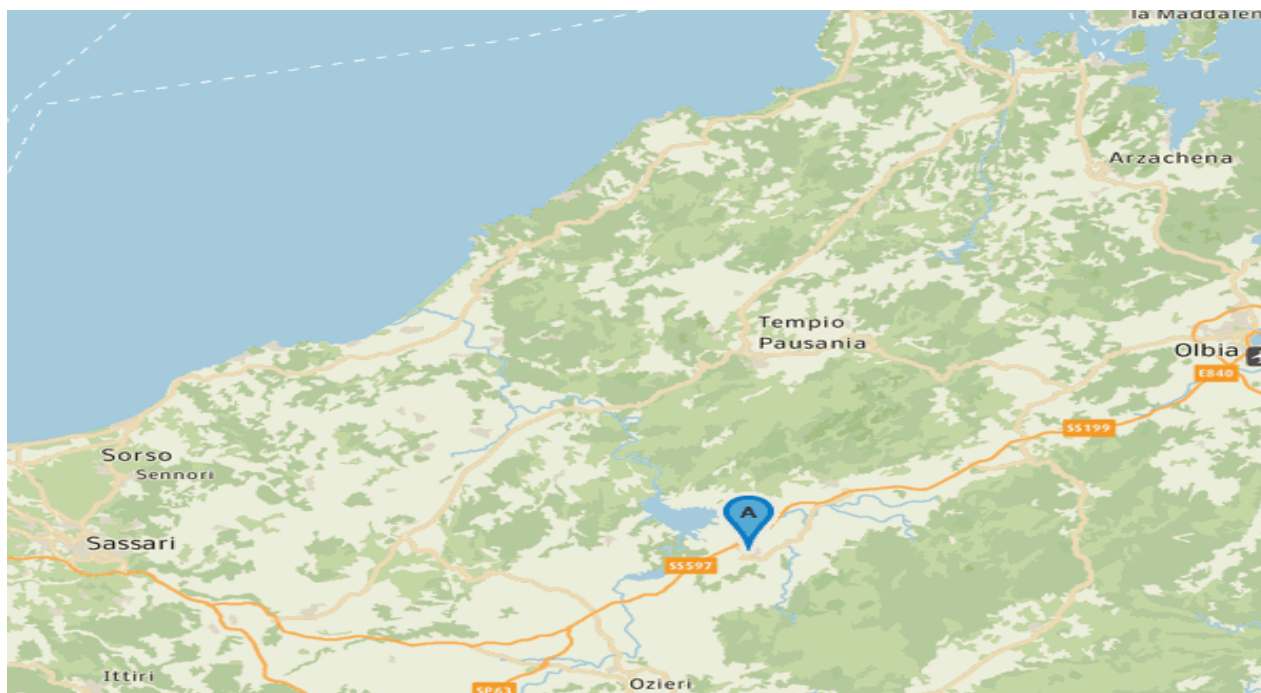 la Maddalen
Arzachena
Tempio
Pausania
Olbia
E840
SS199
Sorso
Sennori
A
Sassari
SS597
Ittiri
Ozieri
SP63